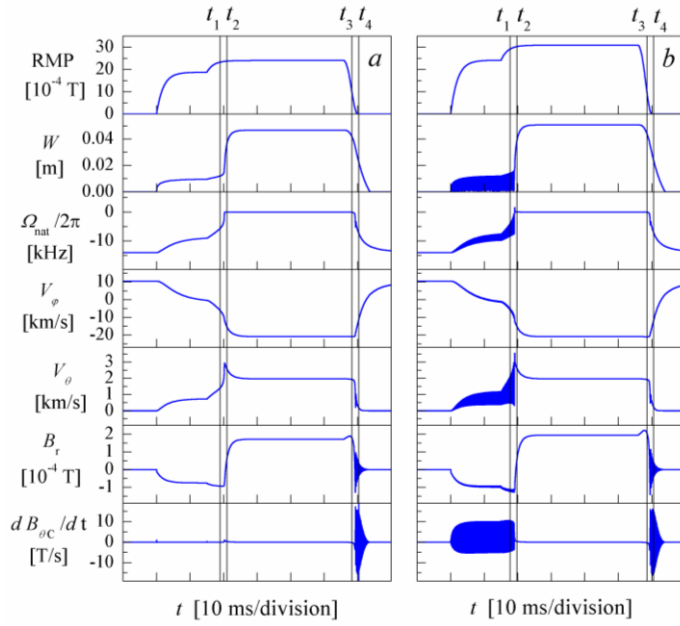 t1 t2 t3 t4 t1 t2 t3 t4
RMP
[10⁻⁴ T]
30
20
10
0
a
b
W
[m]
0.04
0.02
0.00
Ωnat /2π
[kHz]
0
-10
Vφ
[km/s]
10
0
-10
-20
Vθ
[km/s]
3
2
1
0
Br
[10⁻⁴ T]
2
1
0
-1
d BθC / d t
[T/s]
10
0
-10
t [10 ms/division] t [10 ms/division]